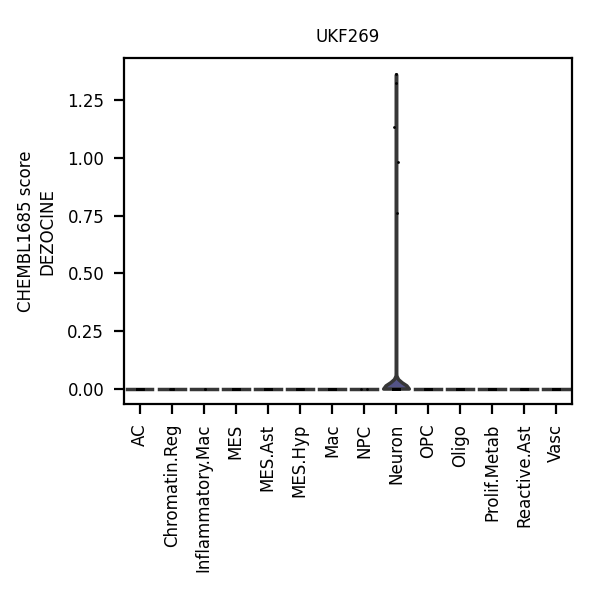 UKF269
CHEMBL1685 score
DEZOCINE
1.25
1.00
0.75
0.50
0.25
0.00
AC
Chromatin.Reg
Inflammatory.Mac
MES
MES.Ast
MES.Hyp
Mac
NPC
Neuron
OPC
Oligo
Prolif.Metab
Reactive.Ast
Vasc